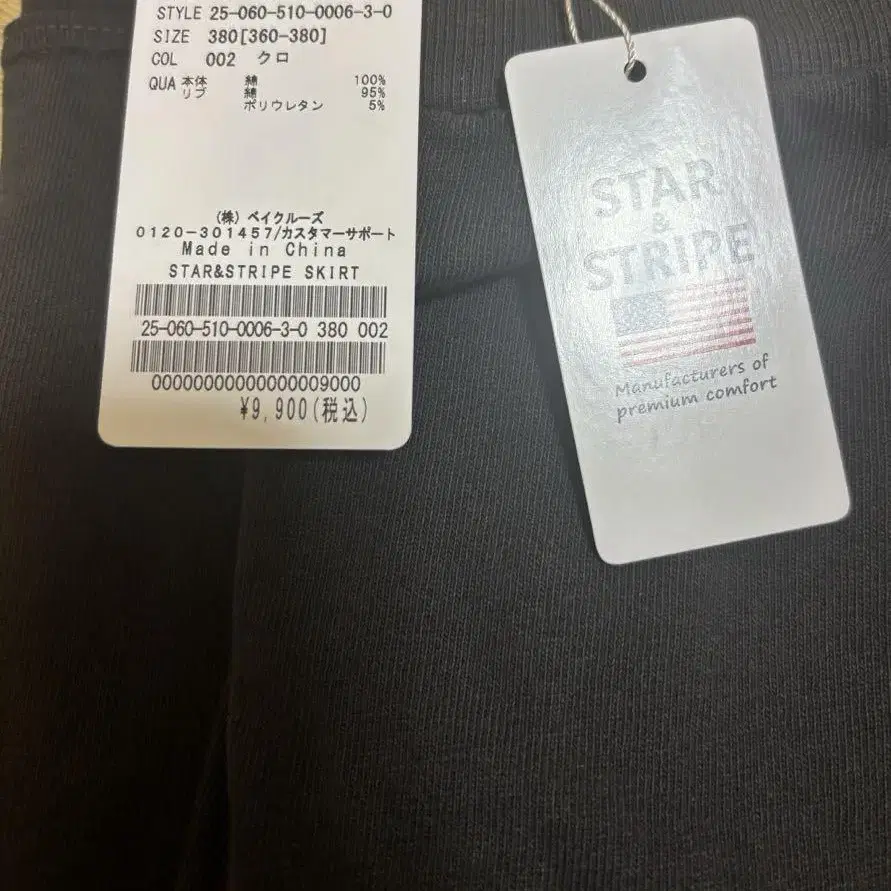 STYLE 25-060-510-0006-3-0
SIZE 380[360-380]
COL 002 クロ
QUA 本体 綿 100%
リブ 綿 95%
ポリウレタン 5%
(株) ベイクルーズ
0120-301457/カスタマーサポート
Made in China
STAR&STRIPE SKIRT
25-060-510-0006-3-0 380 002
00000000000000009000
¥9,900(税込)
STAR
&
STRIPE
Manufacturers of
premium comfort